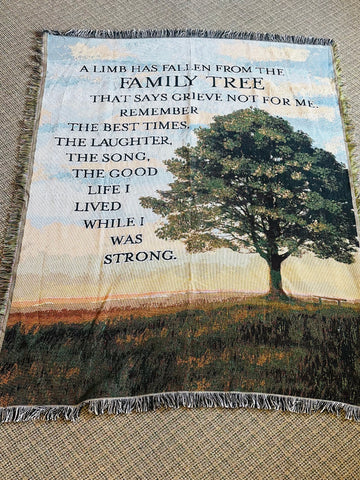 A LIMB HAS FALLEN FROM THE
FAMILY TREE
THAT SAYS GRIEVE NOT FOR ME.
REMEMBER
THE BEST TIMES,
THE LAUGHTER,
THE SONG,
THE GOOD
LIFE I
LIVED
WHILE I
WAS
STRONG.